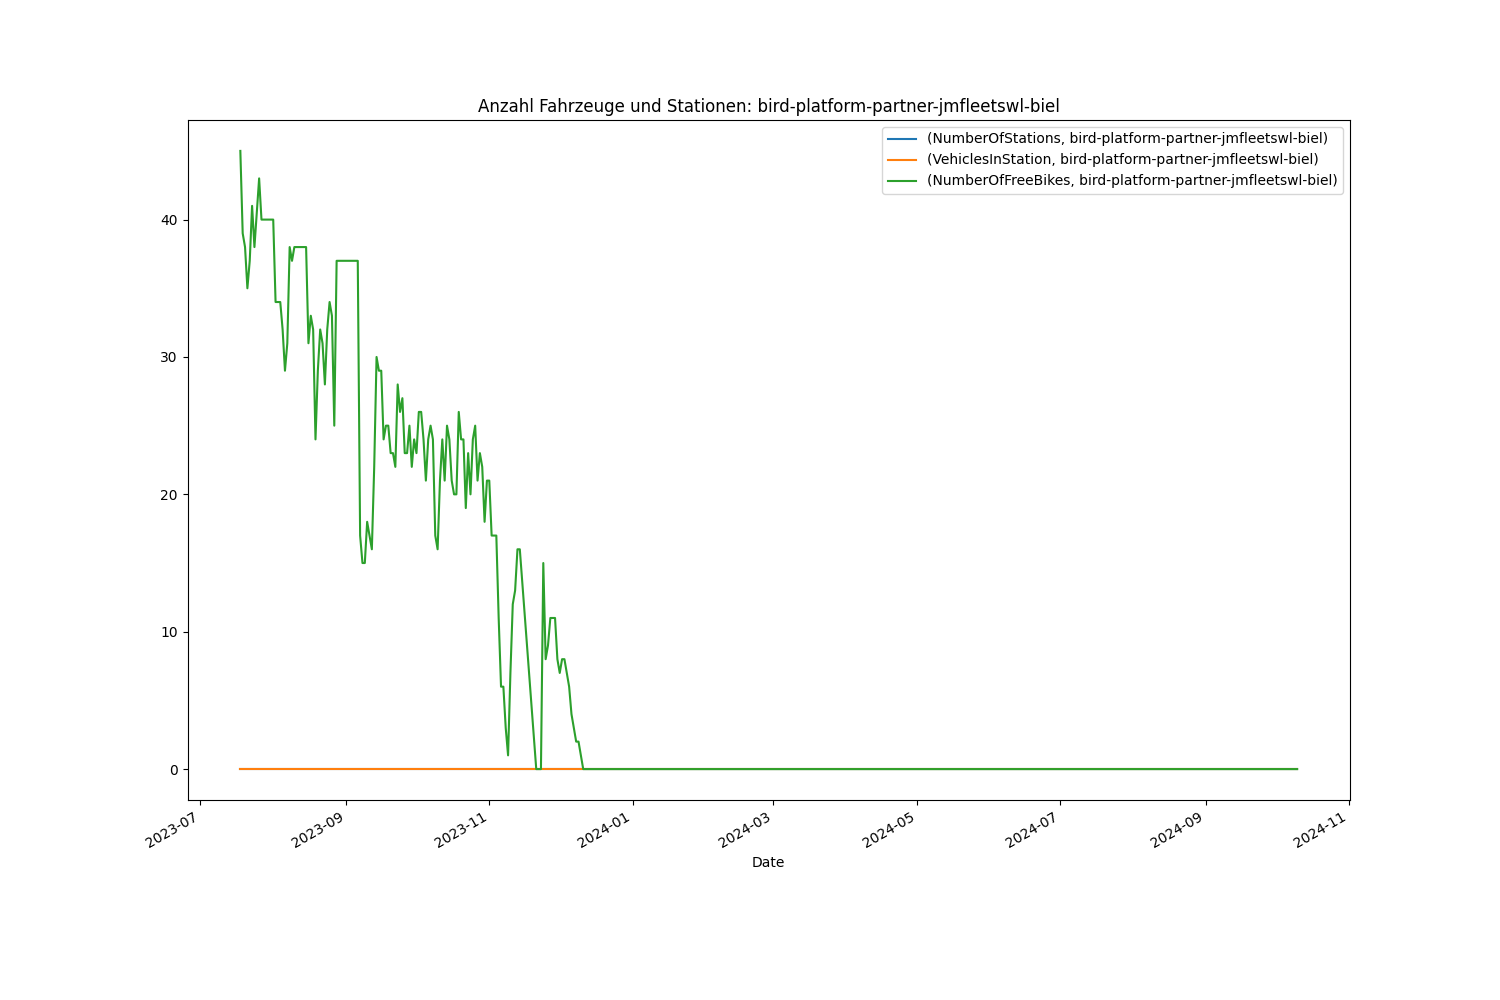 Anzahl Fahrzeuge und Stationen: bird-platform-partner-jmfleetswl-biel
(NumberOfStations, bird-platform-partner-jmfleetswl-biel)
(VehiclesInStation, bird-platform-partner-jmfleetswl-biel)
(NumberOfFreeBikes, bird-platform-partner-jmfleetswl-biel)
40
30
20
10
0
2023-07
2023-09
2023-11
2024-01
2024-03
2024-05
2024-07
2024-09
2024-11
Date